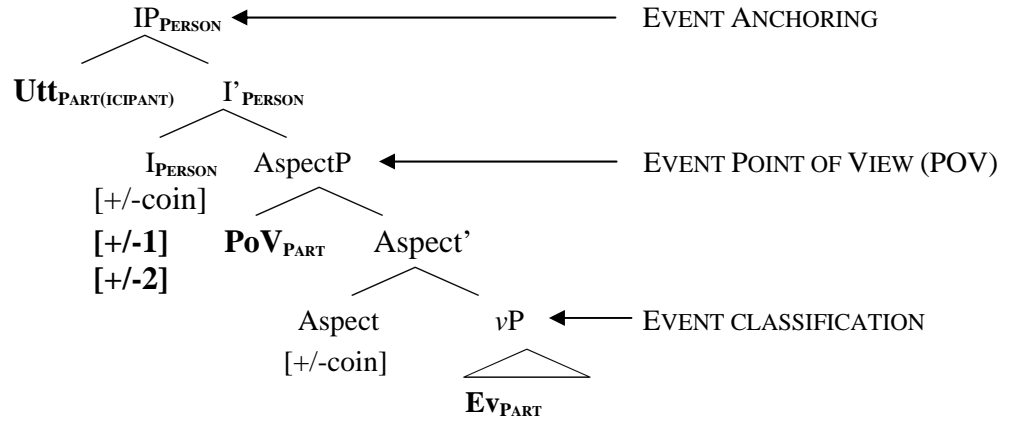 IPPERSON EVENT ANCHORING
UttPART(ICIPANT) I’PERSON
IPERSON AspectP EVENT POINT OF VIEW (POV)
[+/-coin]
[+/-1] PoVPART Aspect’
[+/-2]
Aspect vP EVENT CLASSIFICATION
[+/-coin]
EvPART